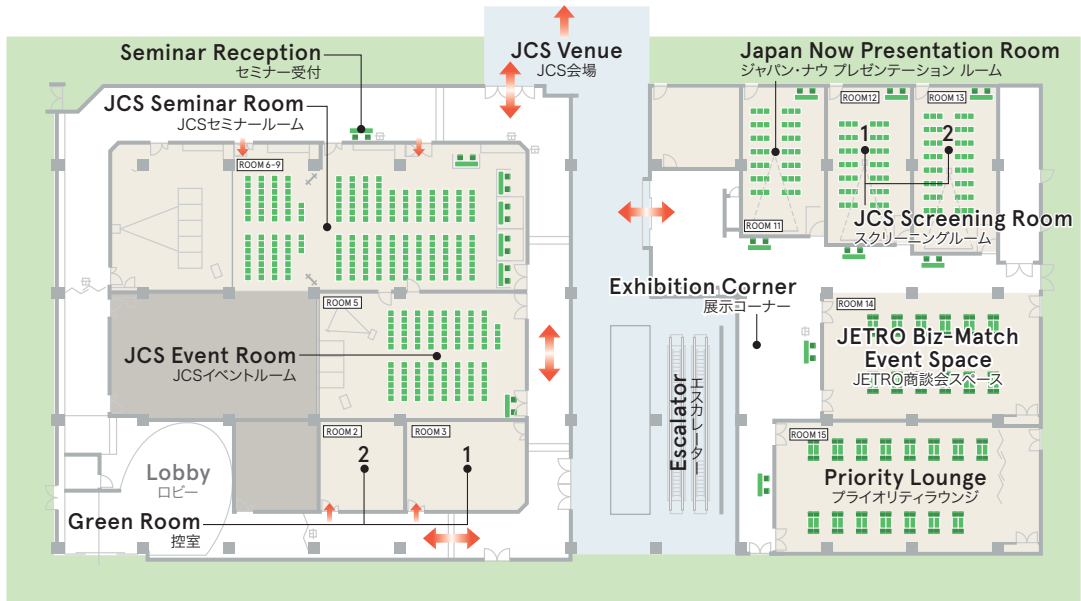 Seminar Reception
セミナー受付
JCS Venue
JCS会場
Japan Now Presentation Room
ジャパン・ナウ プレゼンテーション ルーム
JCS Seminar Room
JCSセミナールーム
ROOM 6-9
ROOM 11
ROOM12
1
ROOM 13
2
JCS Screening Room
スクリーニングルーム
Exhibition Corner
展示コーナー
ROOM 5
JCS Event Room
JCSイベントルーム
ROOM 14
JETRO Biz-Match
Event Space
JETRO商談会スペース
Escalator
エスカレーター
ROOM 2
2
ROOM 3
1
Lobby
ロビー
Green Room
控室
ROOM 15
Priority Lounge
プライオリティラウンジ